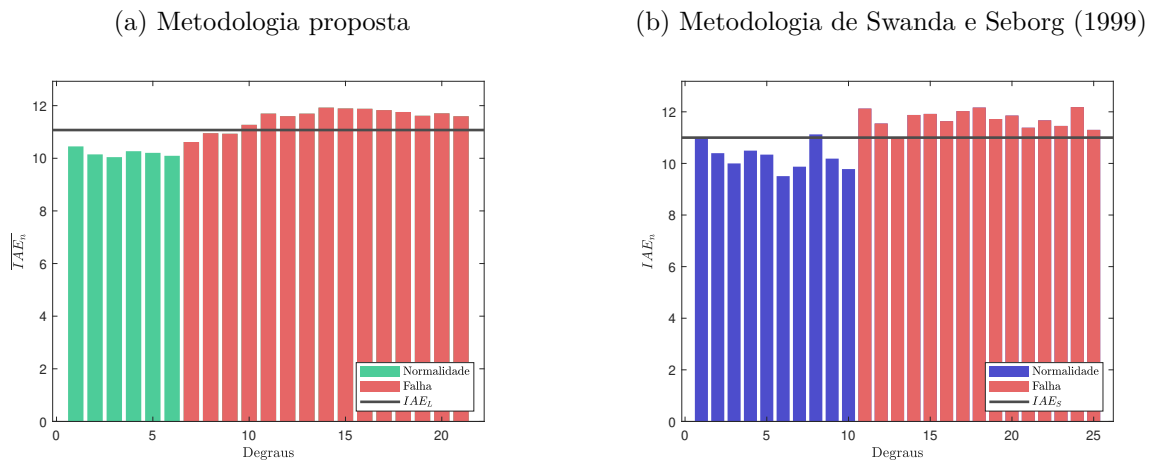 (a) Metodologia proposta
12
10
8
6
4
2
0
0
5
10
15
20
$\overline{IAE_n}$
Degraus
Normalidade
Falha
$IAE_L$
(b) Metodologia de Swanda e Seborg (1999)
12
10
8
6
4
2
0
0
5
10
15
20
25
$IAE_n$
Degraus
Normalidade
Falha
$IAE_S$